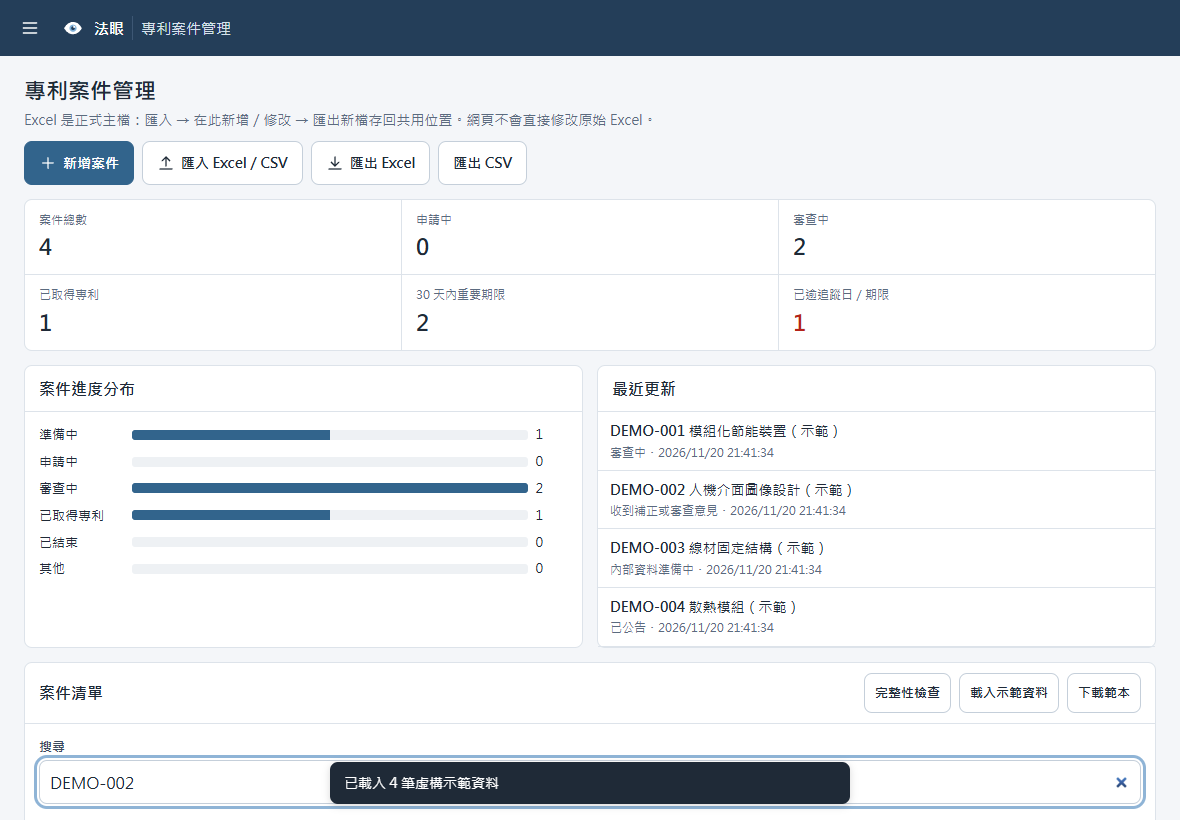 法眼 專利案件管理
專利案件管理
Excel 是正式主檔：匯入 → 在此新增 / 修改 → 匯出新檔存回共用位置。網頁不會直接修改原始 Excel。
＋ 新增案件 匯入 Excel / CSV 匯出 Excel 匯出 CSV
案件總數 申請中 審查中
4 0 2
已取得專利 30 天內重要期限 已逾追蹤日 / 期限
1 2 1
案件進度分布
準備中 1
申請中 0
審查中 2
已取得專利 1
已結束 0
其他 0
最近更新
DEMO-001 模組化節能裝置（示範）
審查中 · 2026/11/20 21:41:34
DEMO-002 人機介面圖像設計（示範）
收到補正或審查意見 · 2026/11/20 21:41:34
DEMO-003 線材固定結構（示範）
內部資料準備中 · 2026/11/20 21:41:34
DEMO-004 散熱模組（示範）
已公告 · 2026/11/20 21:41:34
案件清單 完整性檢查 載入示範資料 下載範本
搜尋
DEMO-002
已載入 4 筆虛構示範資料